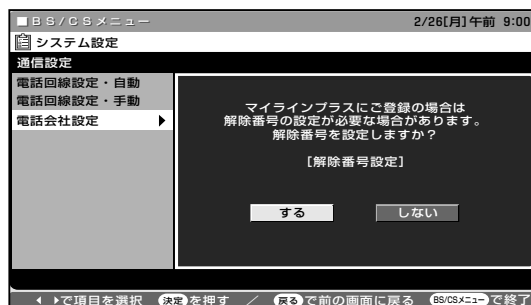 ■BS/CSメニュー 2/26[月]午前 9:00
システム設定
通信設定
電話回線設定・自動
電話回線設定・手動
電話会社設定
マイラインプラスにご登録の場合は
解除番号の設定が必要な場合があります。
解除番号を設定しますか？
[解除番号設定]
する しない
で項目を選択 決定を押す ／ 戻るで前の画面に戻る BS/CSメニューで終了